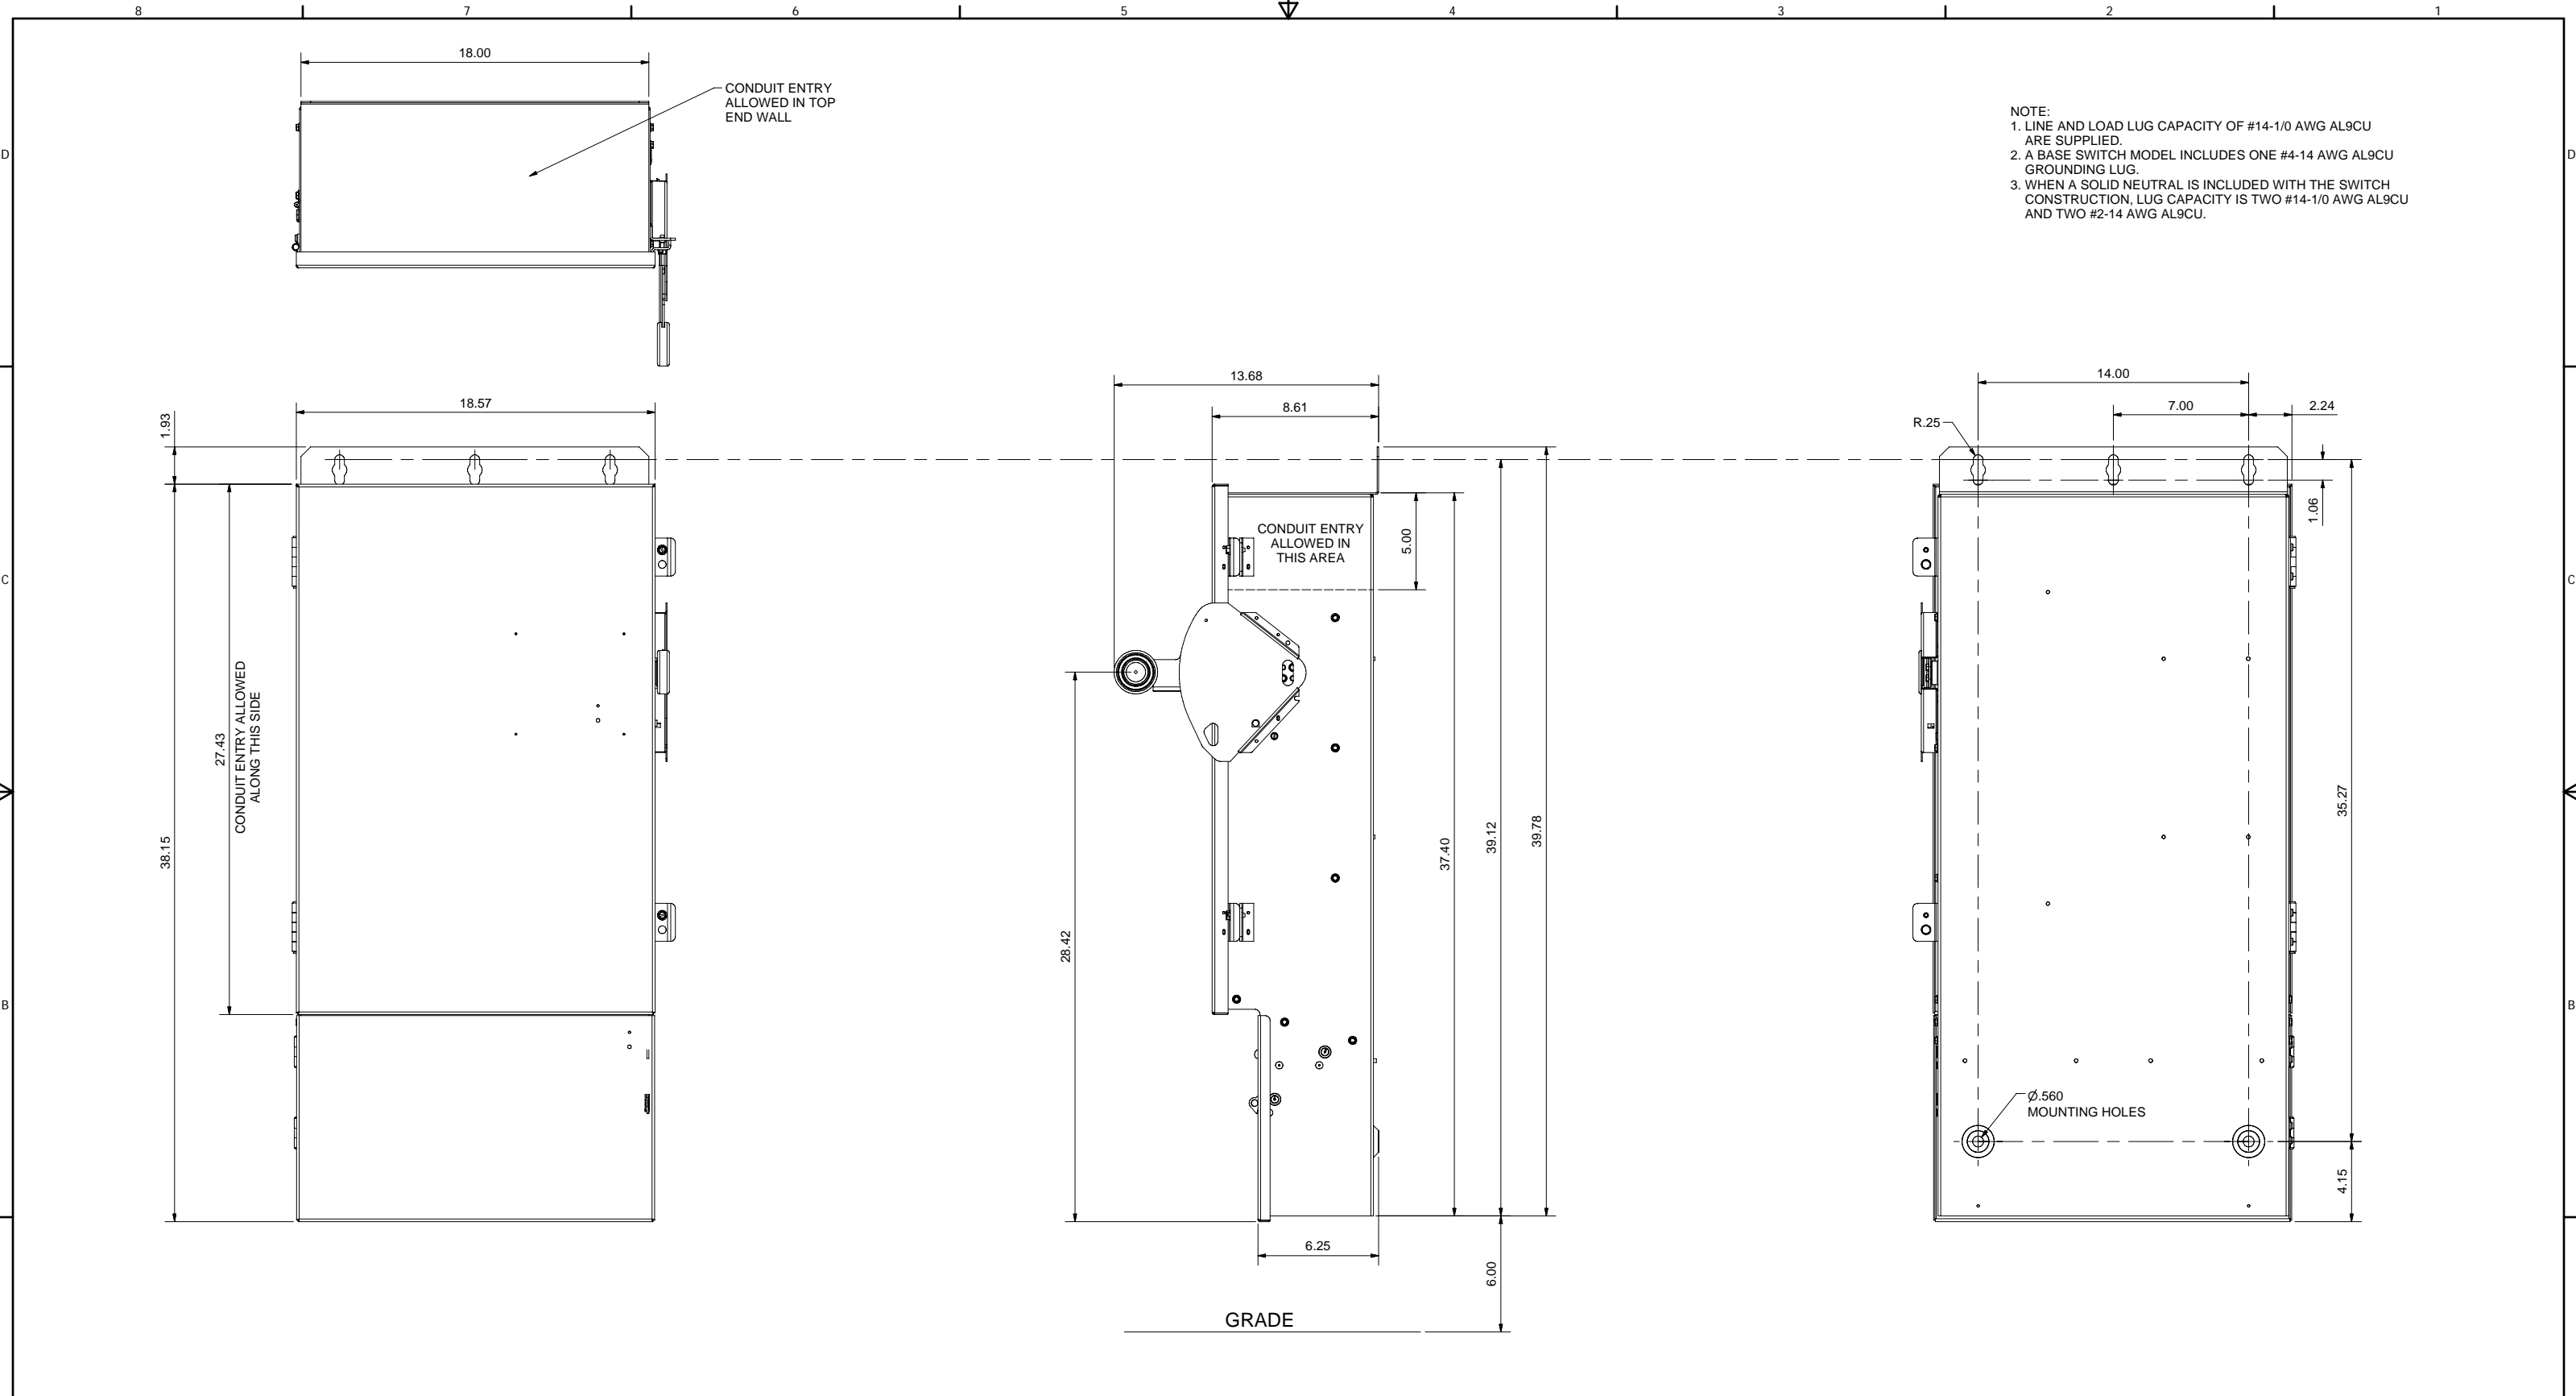 8 7 6 5 4 3 2 1
18.00
CONDUIT ENTRY
ALLOWED IN TOP
END WALL
NOTE:
1. LINE AND LOAD LUG CAPACITY OF #14-1/0 AWG AL9CU
ARE SUPPLIED.
2. A BASE SWITCH MODEL INCLUDES ONE #4-14 AWG AL9CU
GROUNDING LUG.
3. WHEN A SOLID NEUTRAL IS INCLUDED WITH THE SWITCH
CONSTRUCTION, LUG CAPACITY IS TWO #14-1/0 AWG AL9CU
AND TWO #2-14 AWG AL9CU.
D
D
18.57
1.93
27.43
CONDUIT ENTRY ALLOWED
ALONG THIS SIDE
38.15
13.68
8.61
CONDUIT ENTRY
ALLOWED IN
THIS AREA
5.00
28.42
37.40
39.12
39.78
6.25
6.00
GRADE
14.00
7.00
2.24
R.25
1.06
35.27
Ø.560
MOUNTING HOLES
4.15
C
C
B
B